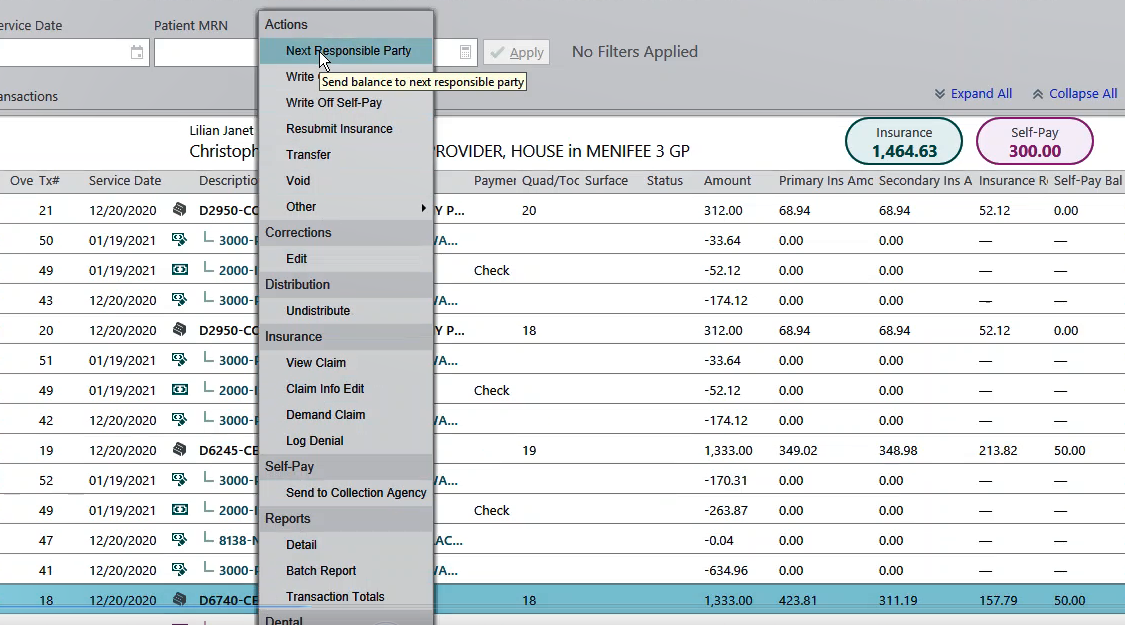 ervice Date Patient MRN Actions
Next Responsible Party Apply No Filters Applied
Write
Send balance to next responsible party
ansactions Write Off Self-Pay Expand All Collapse All
Resubmit Insurance
Lilian Janet Insurance Self-Pay
Christoph Transfer ROVIDER, HOUSE in MENIFEE 3 GP 1,464.63 300.00
Ove Tx# Service Date Descriptio Void Paymer Quad/Toc Surface Status Amount Primary Ins Amc Secondary Ins A Insurance R Self-Pay Bal
Other
21 12/20/2020 D2950-CO Y P... 20 312.00 68.94 68.94 52.12 0.00
Corrections
50 01/19/2021 3000-P VA... -33.64 0.00 0.00 — —
Edit
49 01/19/2021 2000-I Check -52.12 0.00 0.00 — —
Distribution
43 12/20/2020 3000-P VA... -174.12 0.00 0.00 — —
Undistribute
20 12/20/2020 D2950-CO Y P... 18 312.00 68.94 68.94 52.12 0.00
Insurance
51 01/19/2021 3000-P VA... -33.64 0.00 0.00 — —
View Claim
49 01/19/2021 2000-I Check -52.12 0.00 0.00 — —
Claim Info Edit
42 12/20/2020 3000-P VA... -174.12 0.00 0.00 — —
Demand Claim
Log Denial
19 12/20/2020 D6245-CE 19 1,333.00 349.02 348.98 213.82 50.00
Self-Pay
52 01/19/2021 3000-P VA... -170.31 0.00 0.00 — —
Send to Collection Agency
49 01/19/2021 2000-I Check -263.87 0.00 0.00 — —
Reports
47 12/20/2020 8138-N AC... -0.04 0.00 0.00 — —
Detail
41 12/20/2020 3000-P VA... -634.96 0.00 0.00 — —
Batch Report
18 12/20/2020 D6740-CE 18 1,333.00 423.81 311.19 157.79 50.00
Transaction Totals
Dental